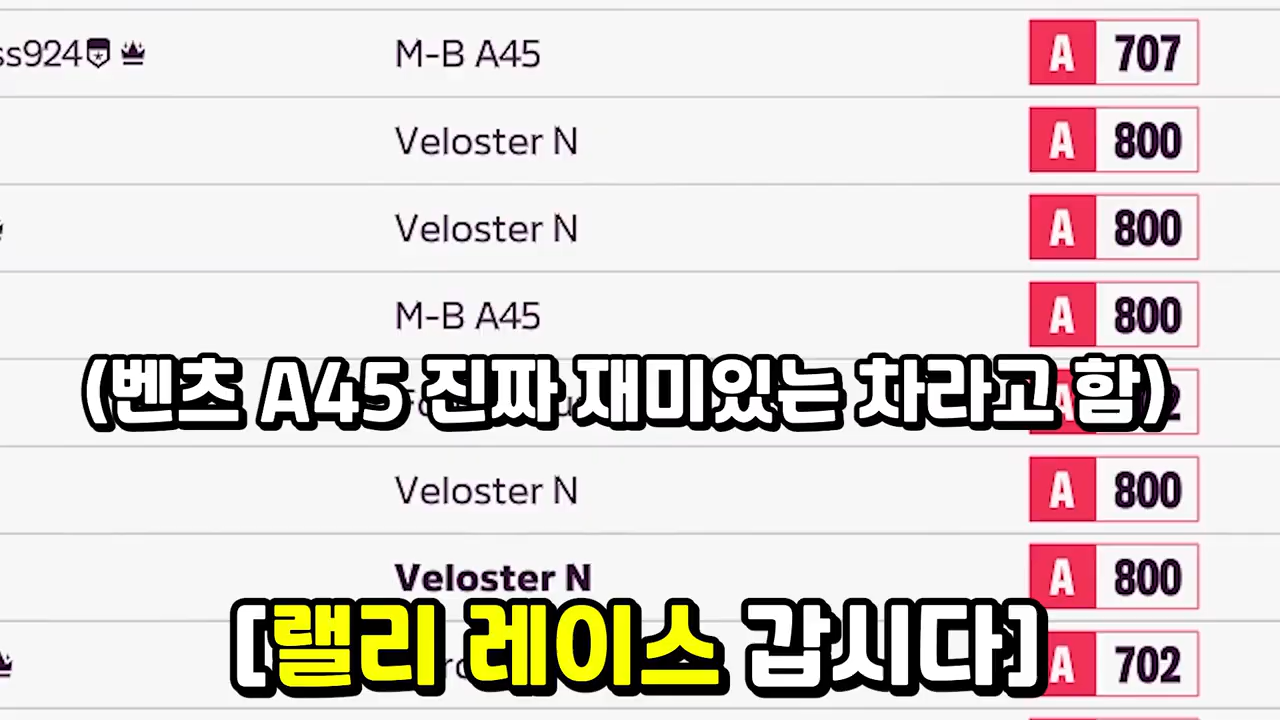 ss924 M-B A45 A 707
Veloster N A 800
Veloster N A 800
M-B A45 A 800
(벤츠 A45 진짜 재미있는 차라고 함)
Veloster N A 800
Veloster N A 800
[랠리 레이스 갑시다]
A 702